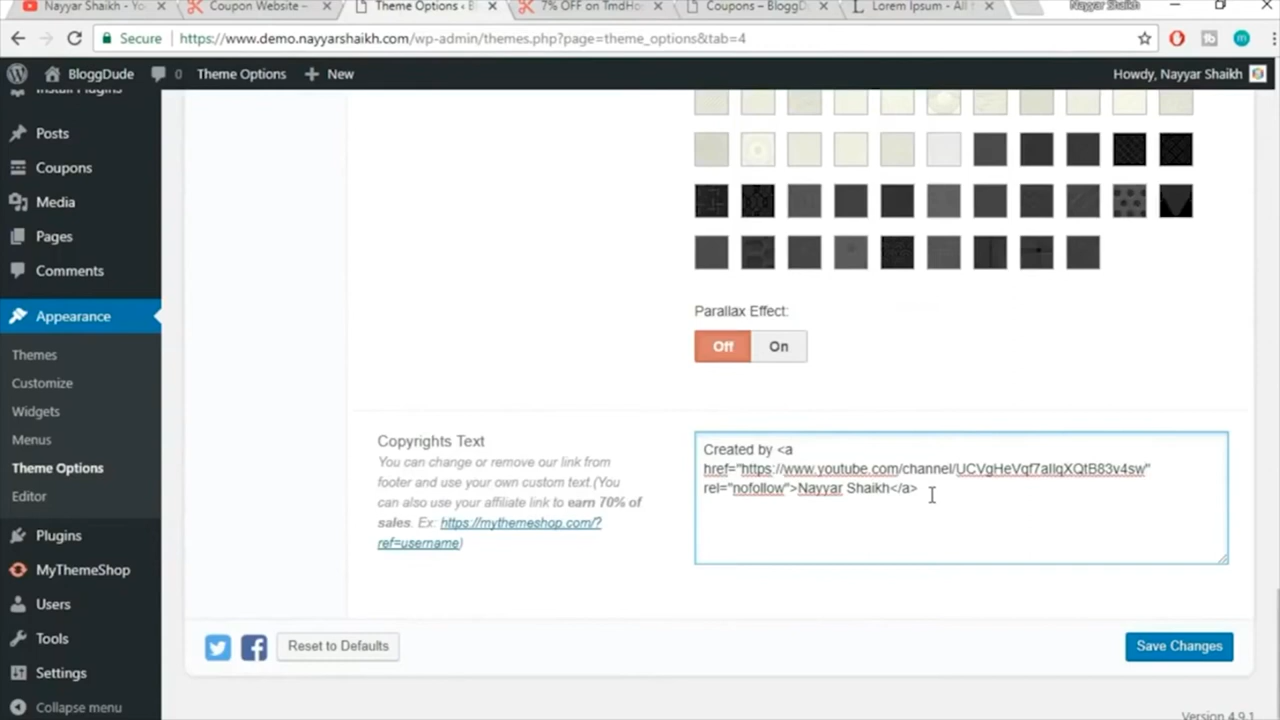 Nayyar Shaikh - Yo
Coupon Website –
Theme Options ‹ B
7% OFF on TmdHo
Coupons – BloggD
Lorem Ipsum - All
Nayyar Shaikh
Secure
https://www.demo.nayyarshaikh.com/wp-admin/themes.php?page=theme_options&tab=4
BloggDude
0
Theme Options
New
Howdy, Nayyar Shaikh
Install Plugins
Posts
Coupons
Media
Pages
Comments
Appearance
Themes
Customize
Widgets
Menus
Theme Options
Editor
Plugins
MyThemeShop
Users
Tools
Settings
Collapse menu
Parallax Effect:
Off
On
Copyrights Text
You can change or remove our link from
footer and use your own custom text.(You
can also use your affiliate link to earn 70% of
sales. Ex: https://mythemeshop.com/?
ref=username)
Created by <a
href="https://www.youtube.com/channel/UCVgHeVqf7aIlqXQtB83v4sw"
rel="nofollow">Nayyar Shaikh</a>
Reset to Defaults
Save Changes
Version 4.9.1